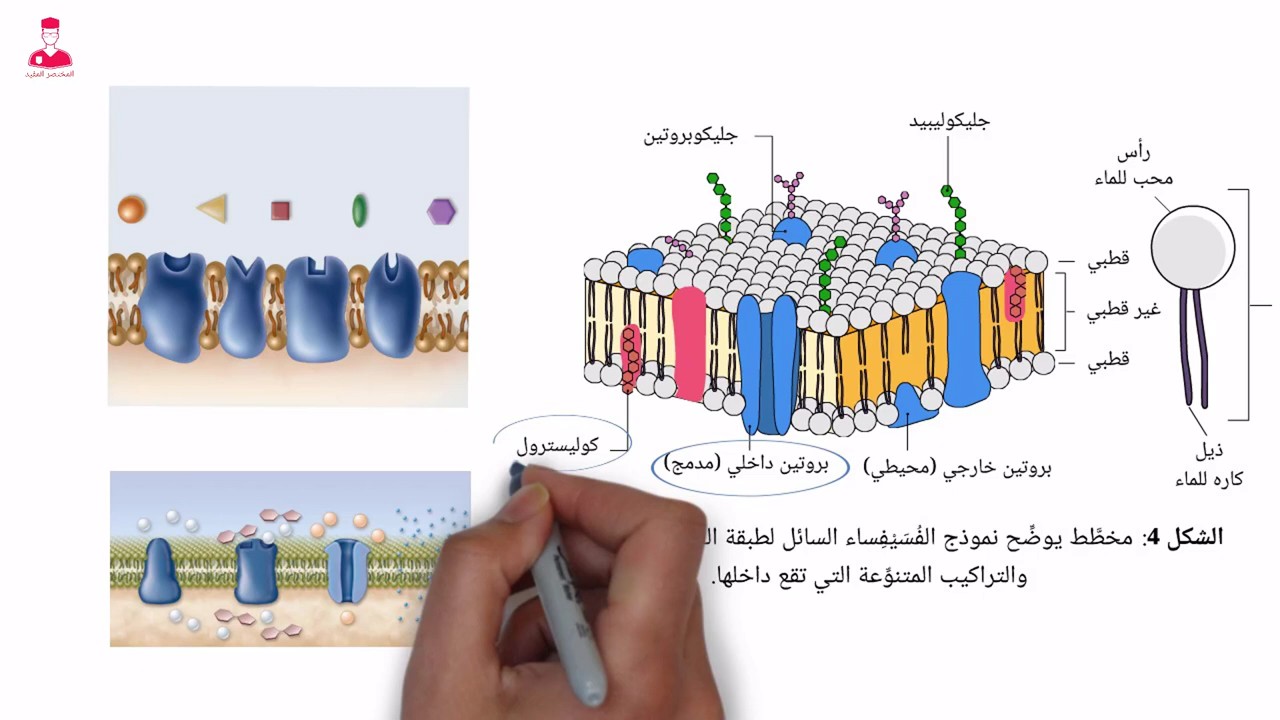 المختصر المفيد
جليكوليبيد
جليكوبروتين
رأس
محب للماء
قطبي
غير قطبي
قطبي
كوليسترول
بروتين داخلي (مدمج)
بروتين خارجي (محيطي)
ذيل
كاره للماء
الشكل 4: مخطَّط يوضِّح نموذج الفُسَيْفِساء السائل لطبقة
والتراكيب المتنوِّعة التي تقع داخلها.